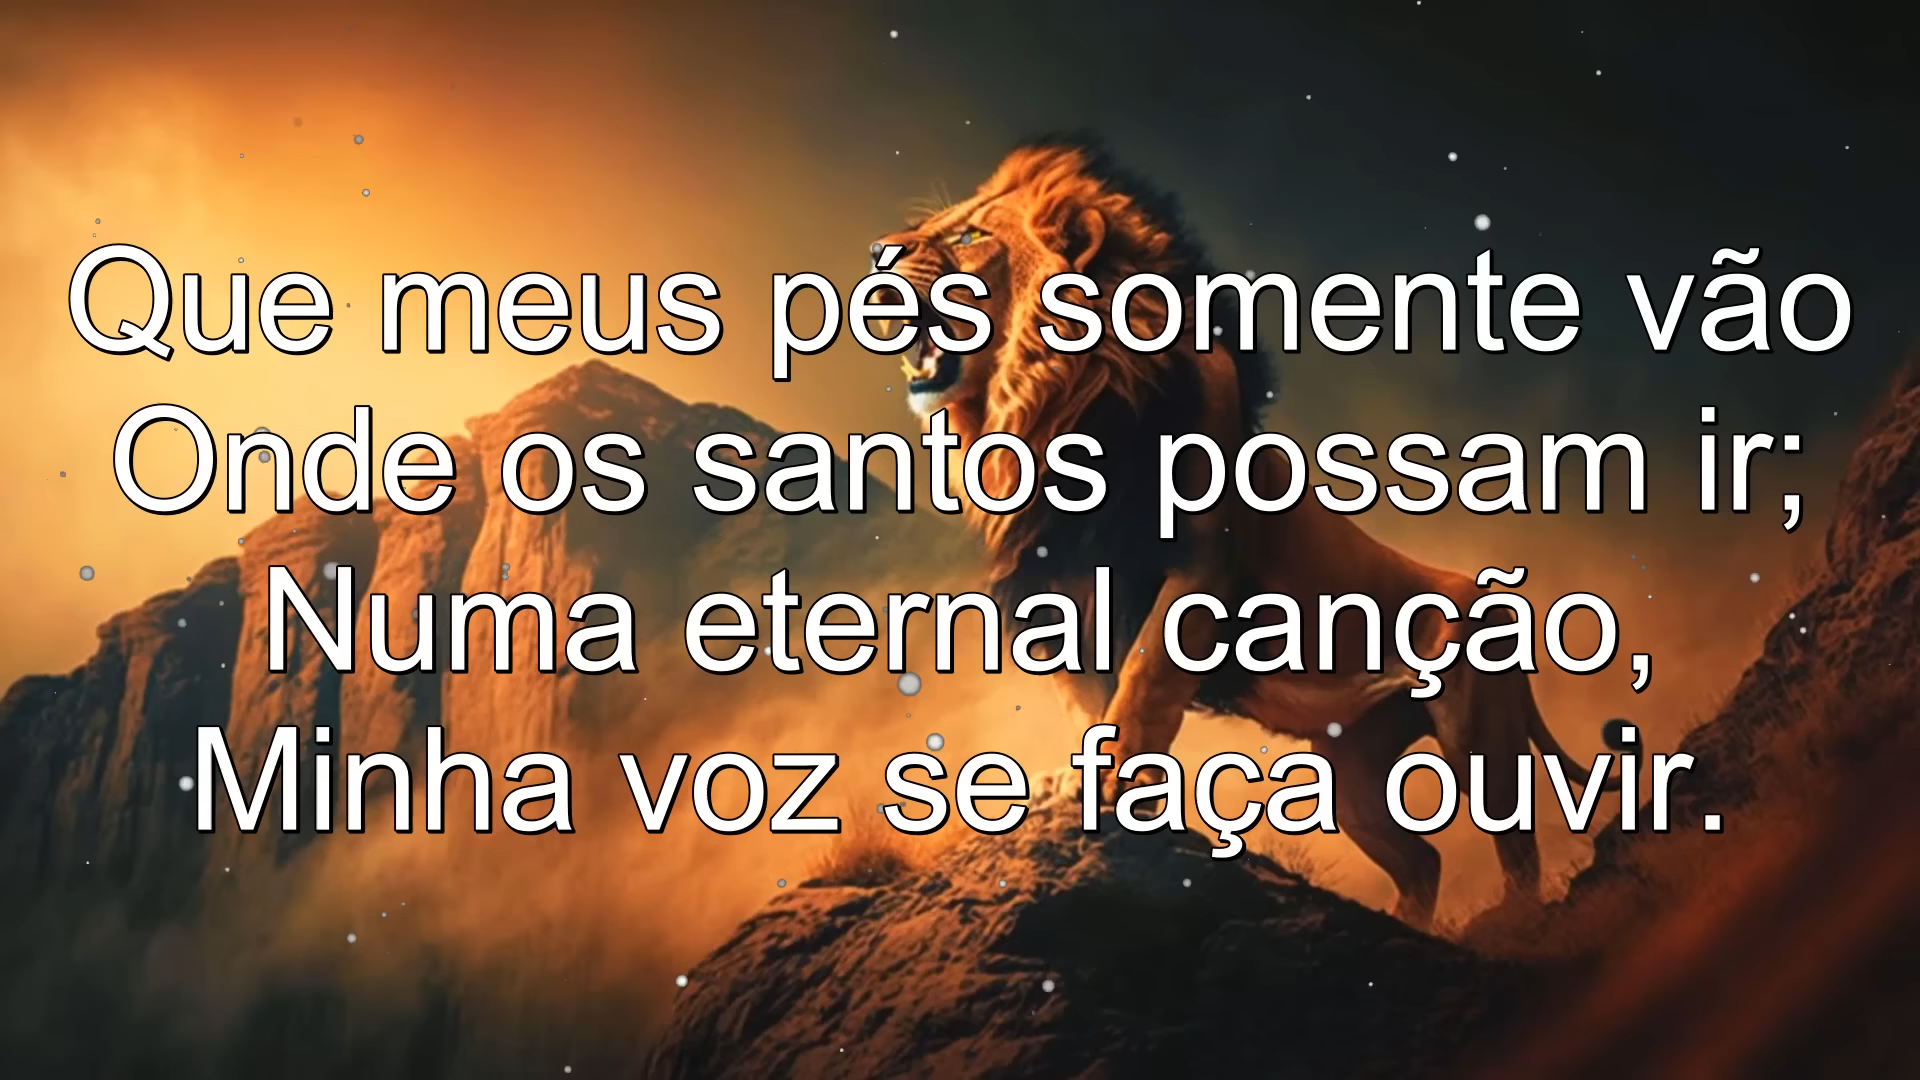 Que meus pés somente vão
Onde os santos possam ir;
Numa eternal canção,
Minha voz se faça ouvir.